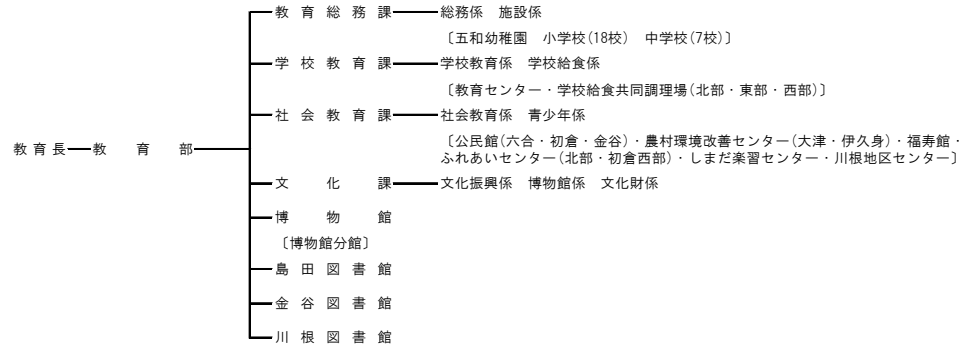 教育総務課 総務係 施設係
〔五和幼稚園 小学校(18校) 中学校(7校)〕
学校教育課 学校教育係 学校給食係
〔教育センター・学校給食共同調理場(北部・東部・西部)〕
社会教育課 社会教育係 青少年係
教育長 教育部
〔公民館(六合・初倉・金谷)・農村環境改善センター(大津・伊久身)・福寿館・
ふれあいセンター(北部・初倉西部)・しまだ楽習センター・川根地区センター〕
文化課 文化振興係 博物館係 文化財係
博物館
〔博物館分館〕
島田図書館
金谷図書館
川根図書館